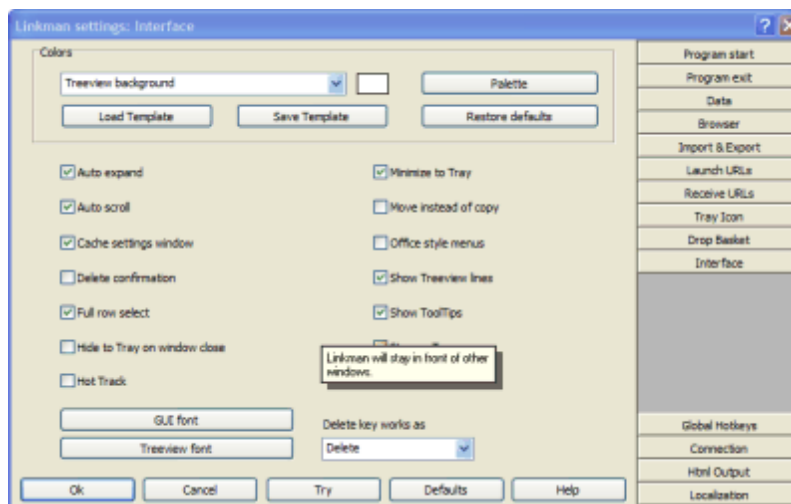 Linkman settings: Interface
Colors
Treeview background
Palette
Load Template
Save Template
Restore defaults
Auto expand
Minimize to Tray
Auto scroll
Move instead of copy
Cache settings window
Office style menus
Delete confirmation
Show Treeview lines
Full row select
Show ToolTips
Hide to Tray on window close
Linkman will stay in front of other
windows.
Hot Track
GUI font
Delete key works as
Treeview font
Delete
Ok
Cancel
Try
Defaults
Help
Program start
Program exit
Data
Browser
Import & Export
Launch URLs
Receive URLs
Tray Icon
Drop Basket
Interface
Global Hotkeys
Connection
Html Output
Localization